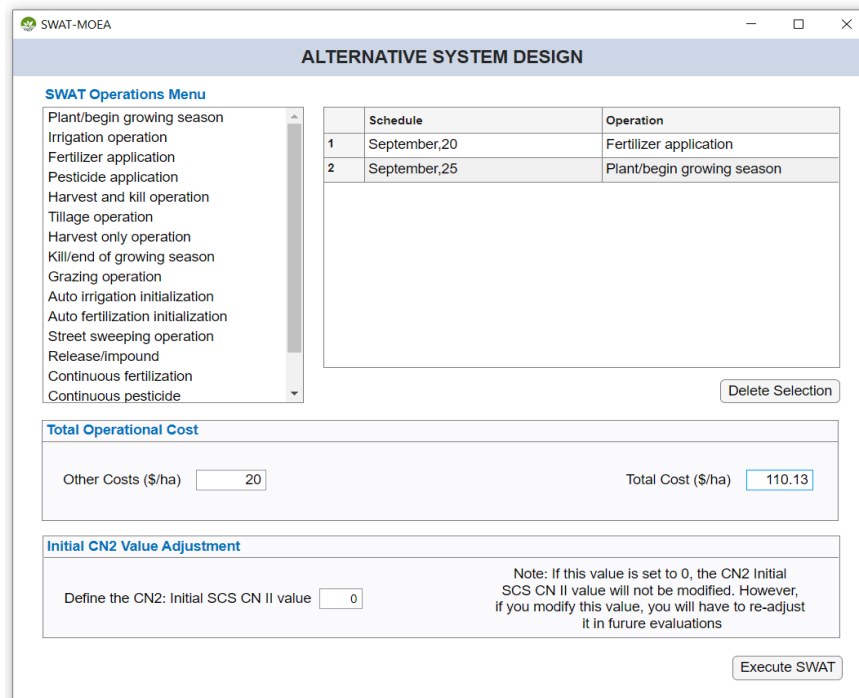 SWAT-MOEA
ALTERNATIVE SYSTEM DESIGN
SWAT Operations Menu
Plant/begin growing season
Irrigation operation
Fertilizer application
Pesticide application
Harvest and kill operation
Tillage operation
Harvest only operation
Kill/end of growing season
Grazing operation
Auto irrigation initialization
Auto fertilization initialization
Street sweeping operation
Release/impound
Continuous fertilization
Continuous pesticide
Schedule Operation
1 September,20 Fertilizer application
2 September,25 Plant/begin growing season
Delete Selection
Total Operational Cost
Other Costs ($/ha) 20 Total Cost ($/ha) 110.13
Initial CN2 Value Adjustment
Define the CN2: Initial SCS CN II value 0
Note: If this value is set to 0, the CN2 Initial
SCS CN II value will not be modified. However,
if you modify this value, you will have to re-adjust
it in furure evaluations
Execute SWAT